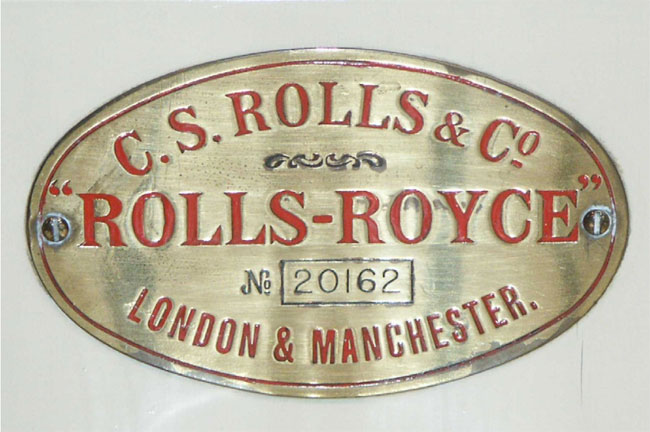 C. S. ROLLS & Co
"ROLLS-ROYCE"
No 20162
LONDON & MANCHESTER.